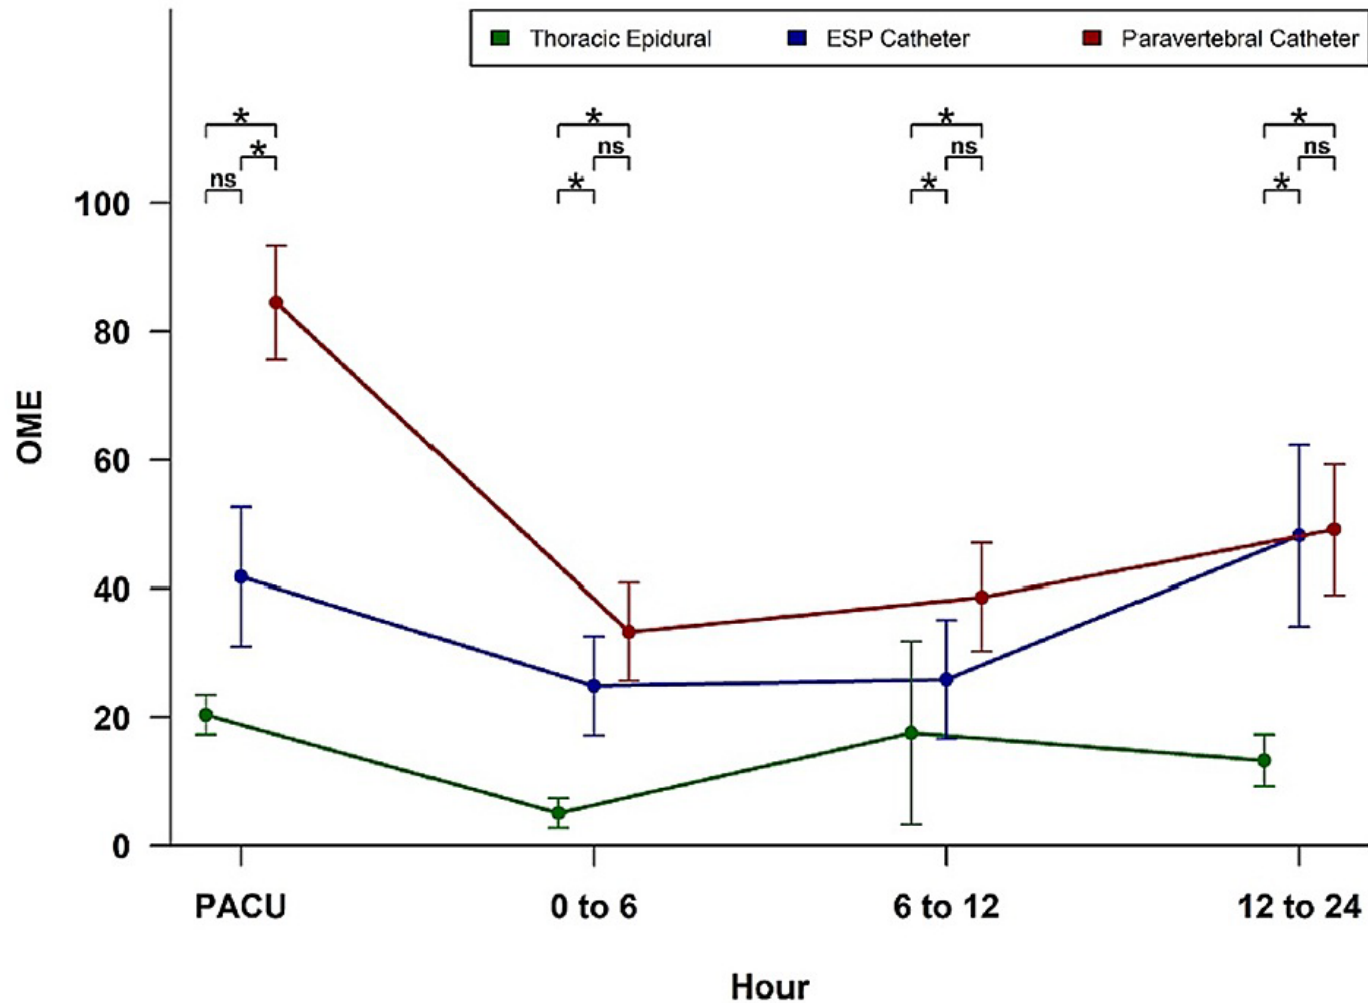 Thoracic Epidural ESP Catheter Paravertebral Catheter
* * * *
* ns ns ns
ns * * *
100
80
60
40
20
0
OME
PACU 0 to 6 6 to 12 12 to 24
Hour